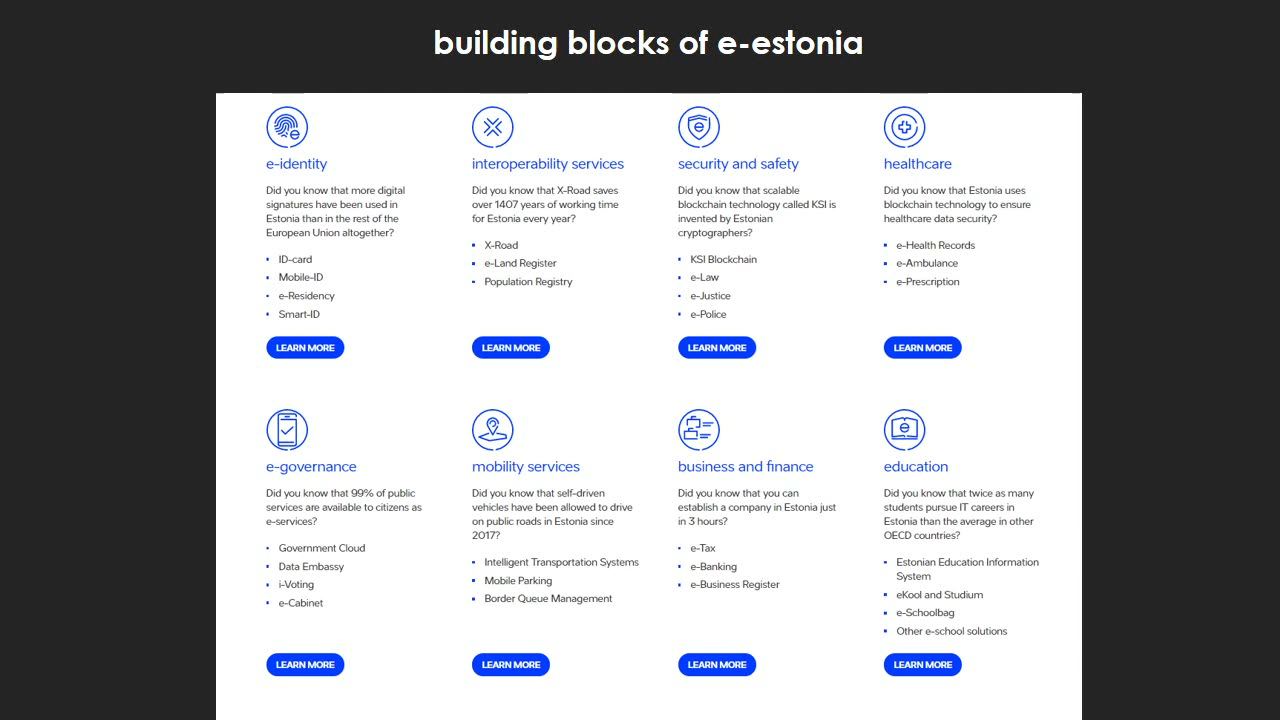 building blocks of e-estonia
e-identity
Did you know that more digital
signatures have been used in
Estonia than in the rest of the
European Union altogether?
ID-card
Mobile-ID
e-Residency
Smart-ID
LEARN MORE
interoperability services
Did you know that X-Road saves
over 1407 years of working time
for Estonia every year?
X-Road
e-Land Register
Population Registry
LEARN MORE
security and safety
Did you know that scalable
blockchain technology called KSI is
invented by Estonian
cryptographers?
KSI Blockchain
e-Law
e-Justice
e-Police
LEARN MORE
healthcare
Did you know that Estonia uses
blockchain technology to ensure
healthcare data security?
e-Health Records
e-Ambulance
e-Prescription
LEARN MORE
e-governance
Did you know that 99% of public
services are available to citizens as
e-services?
Government Cloud
Data Embassy
i-Voting
e-Cabinet
LEARN MORE
mobility services
Did you know that self-driven
vehicles have been allowed to drive
on public roads in Estonia since
2017?
Intelligent Transportation Systems
Mobile Parking
Border Queue Management
LEARN MORE
business and finance
Did you know that you can
establish a company in Estonia just
in 3 hours?
e-Tax
e-Banking
e-Business Register
LEARN MORE
education
Did you know that twice as many
students pursue IT careers in
Estonia than the average in other
OECD countries?
Estonian Education Information
System
eKool and Studium
e-Schoolbag
Other e-school solutions
LEARN MORE